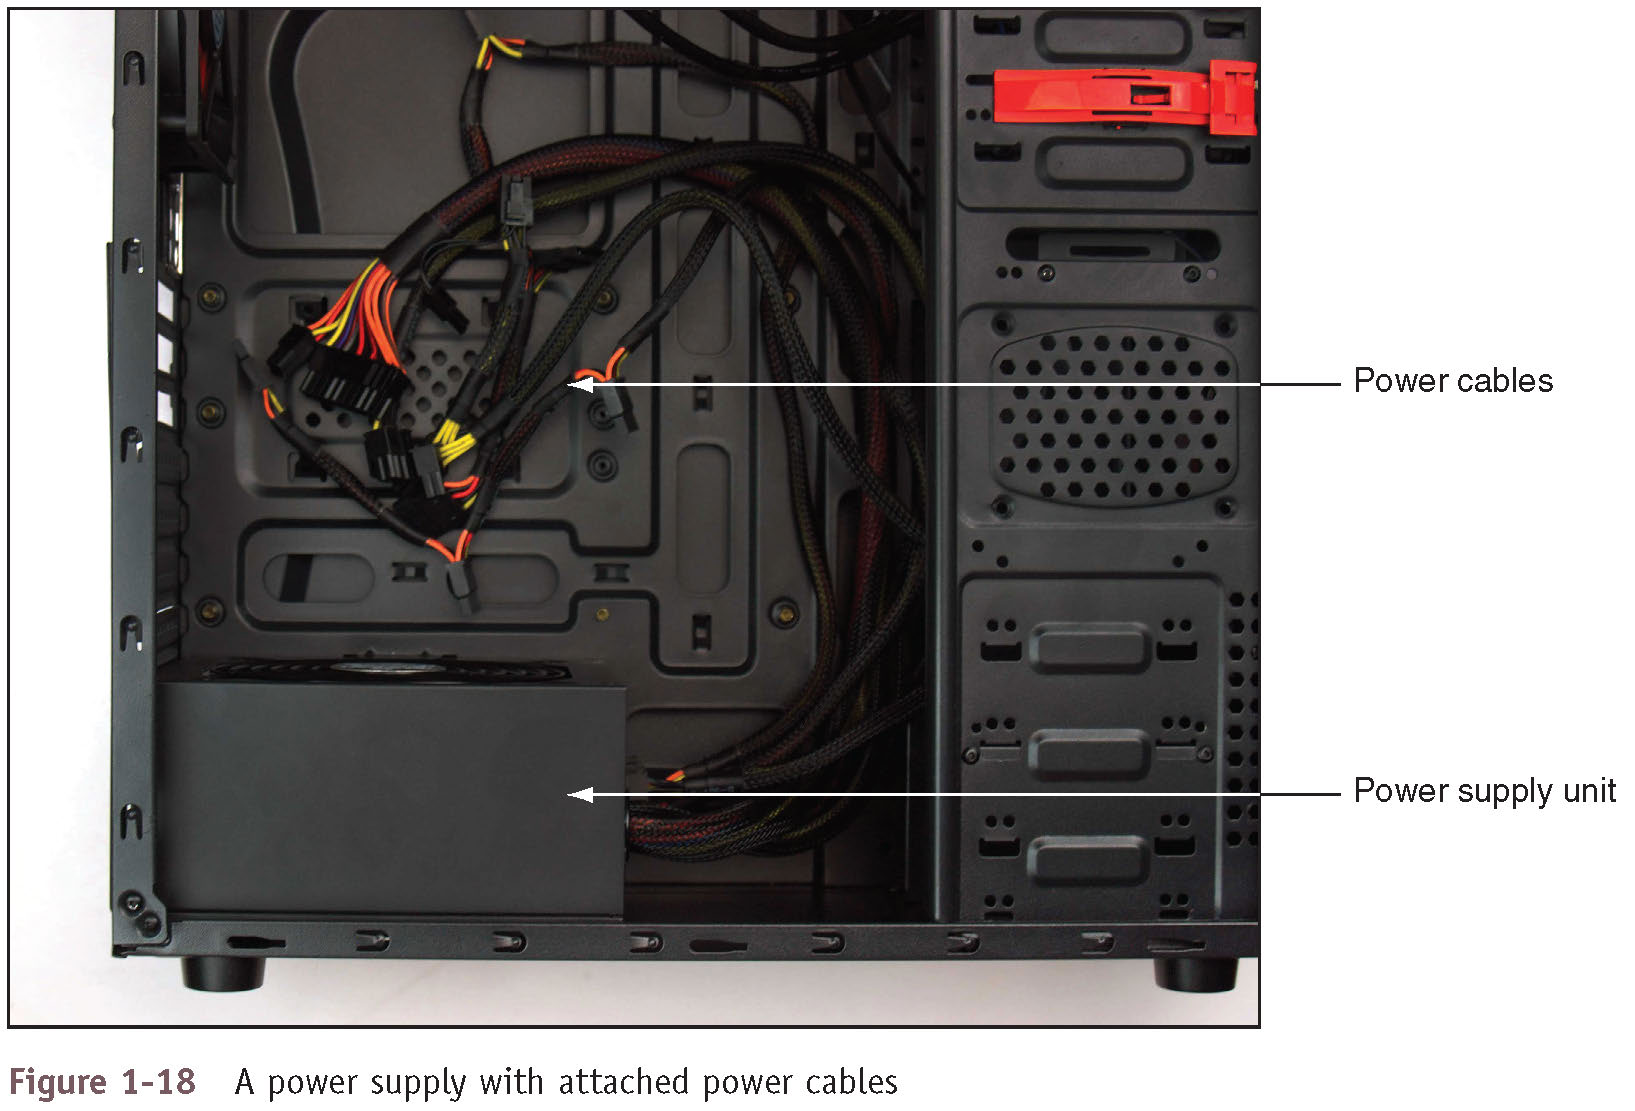 Power cables
Power supply unit
Figure 1-18 A power supply with attached power cables